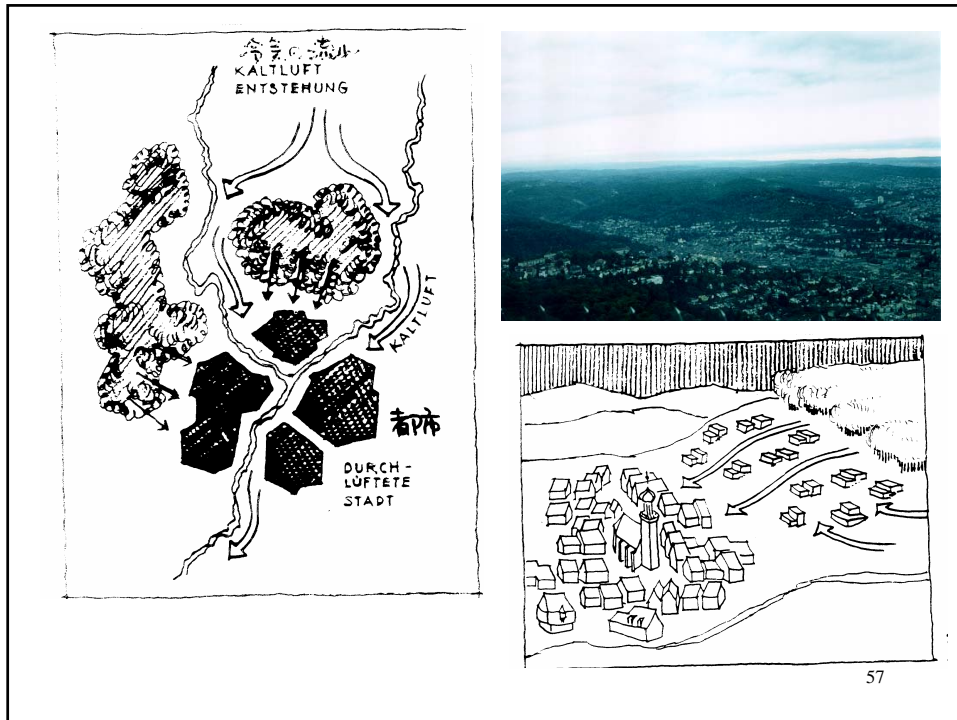 冷気の流れ
KALTLUFT
ENTSTEHUNG
KALTLUFT
都市
DURCH-
LÜFTETE
STADT
57